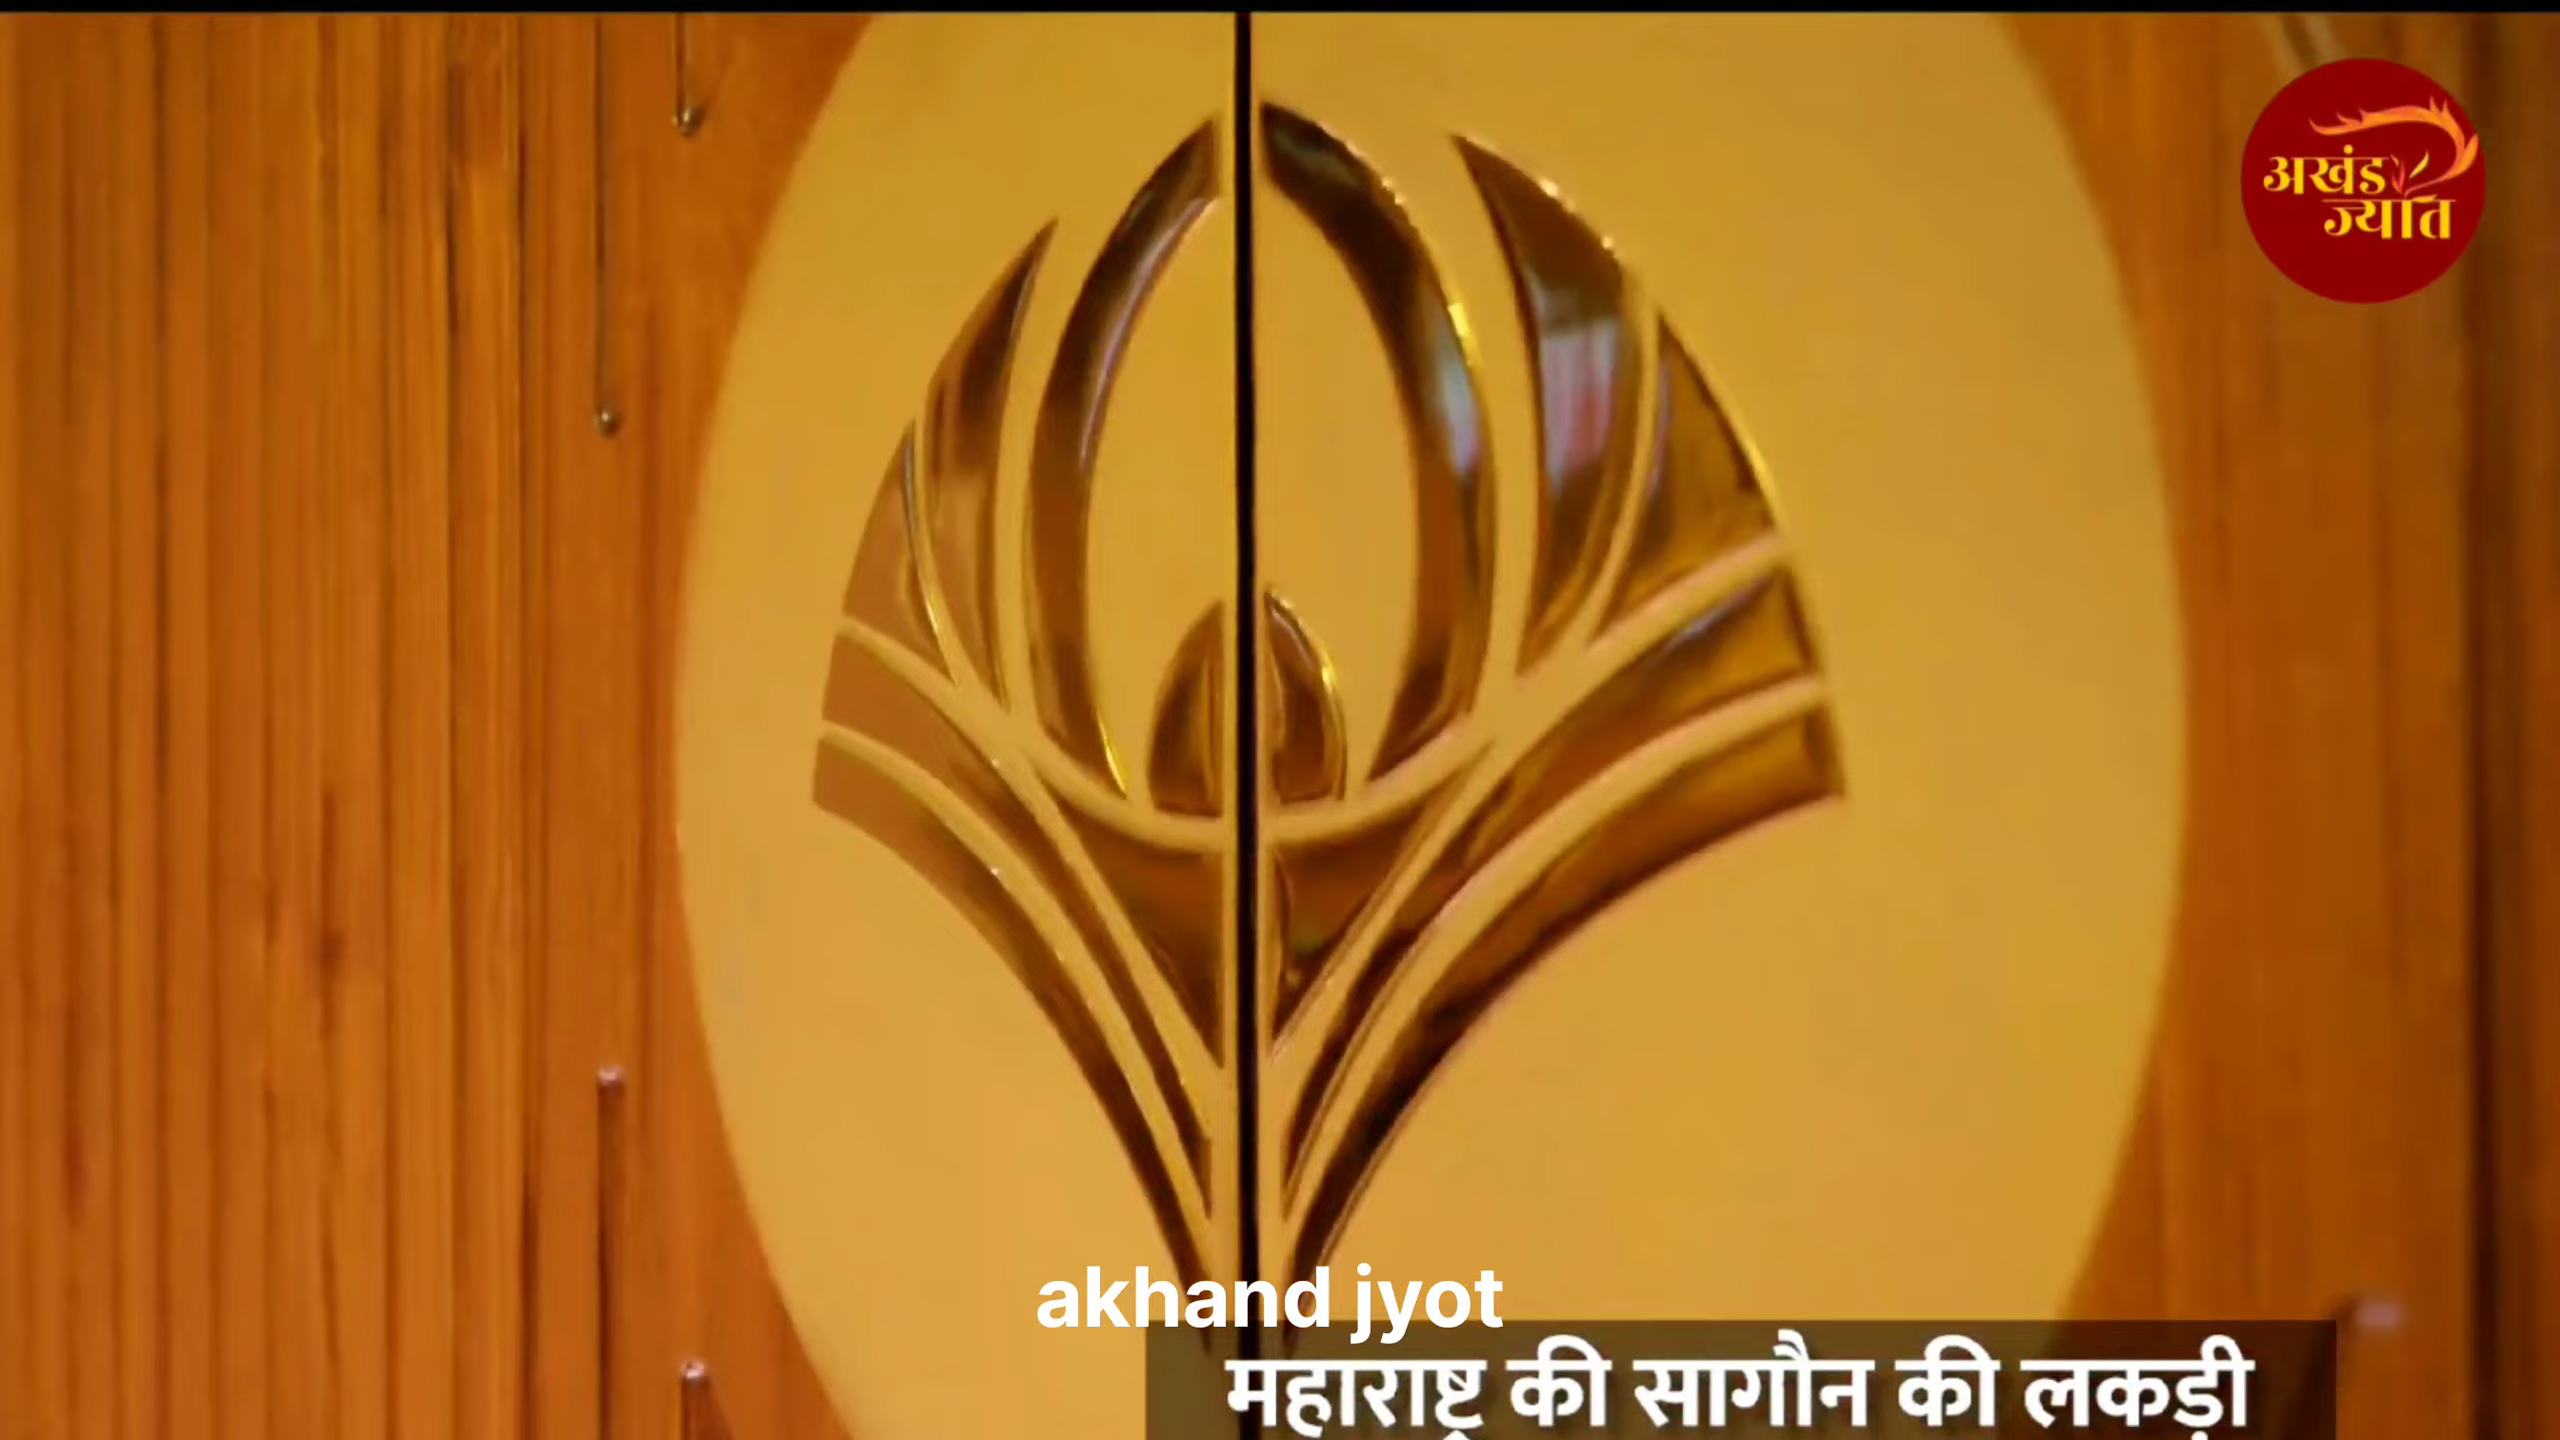 अखंड
ज्योत
akhand jyot
महाराष्ट्र की सागौन की लकड़ी